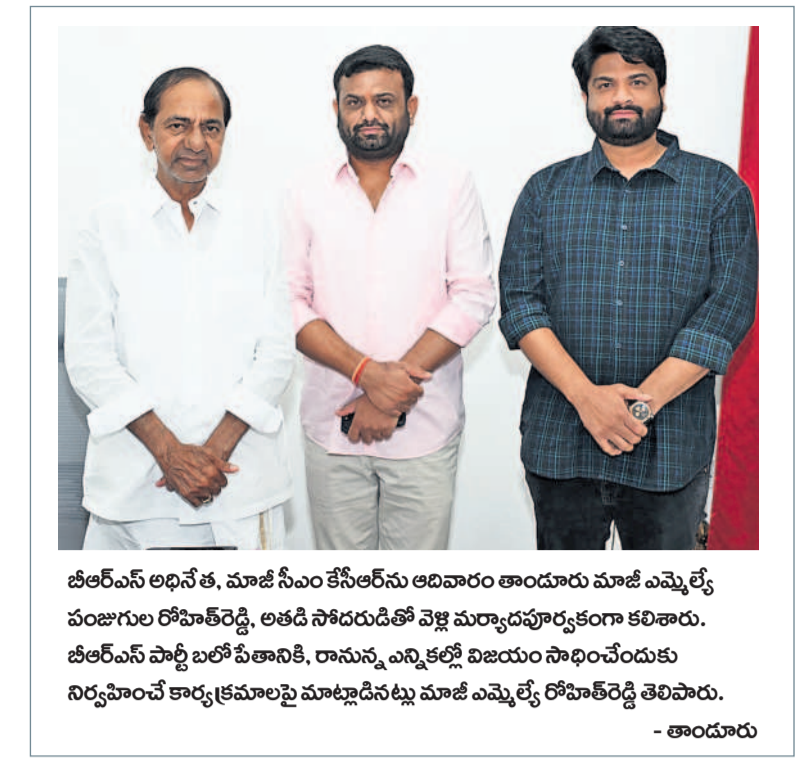 బీఆర్ఎస్ అధినేత, మాజీ సీఎం కేసీఆర్‌ను ఆదివారం తాండూరు మాజీ ఎమ్మెల్యే
పంజుగుల రోహిత్‌రెడ్డి, అతడి సోదరుడితో వెళ్లి మర్యాదపూర్వకంగా కలిశారు.
బీఆర్ఎస్ పార్టీ బలోపేతానికి, రానున్న ఎన్నికల్లో విజయం సాధించేందుకు
నిర్వహించే కార్యక్రమాలపై మాట్లాడినట్లు మాజీ ఎమ్మెల్యే రోహిత్‌రెడ్డి తెలిపారు.
- తాండూరు